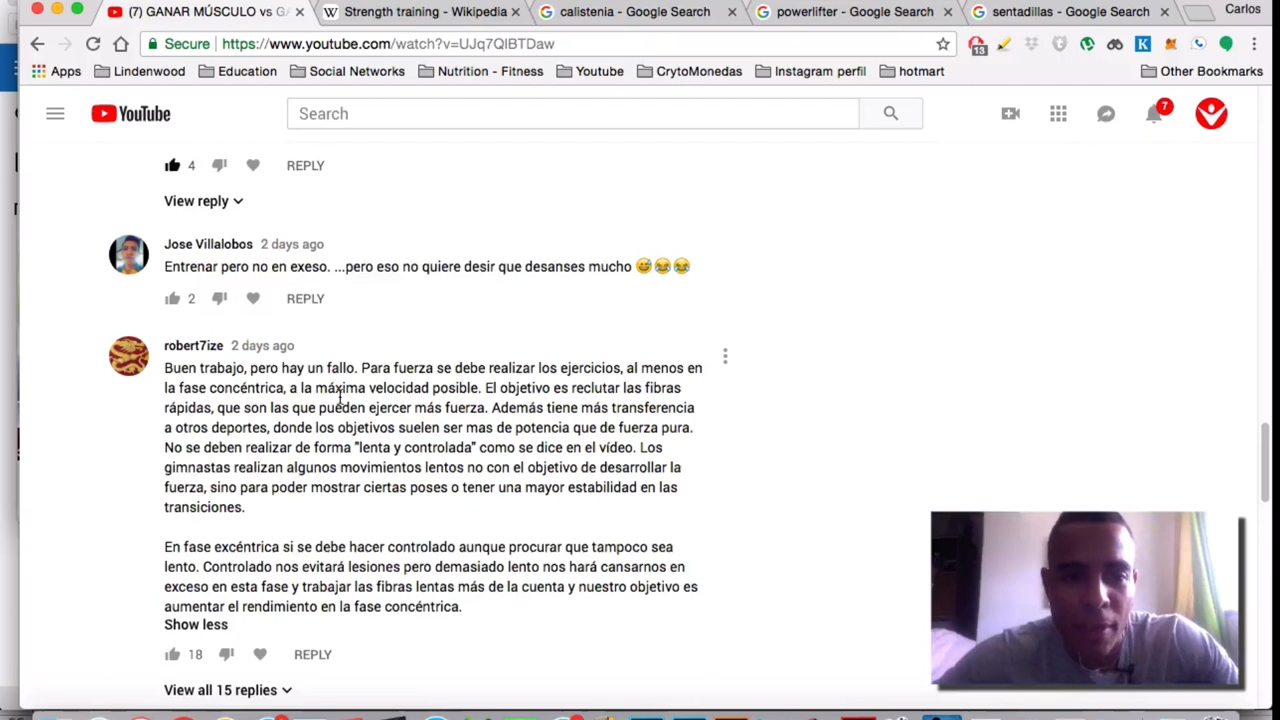 (7) GANAR MÚSCULO vs GA
Strength training - Wikipedia
calistenia - Google Search
powerlifter - Google Search
sentadillas - Google Search
Carlos
Secure
https://www.youtube.com/watch?v=UJq7QIBTDaw
13
Apps
Lindenwood
Education
Social Networks
Nutrition - Fitness
Youtube
CrytoMonedas
Instagram perfil
hotmart
Other Bookmarks
YouTube
Search
7
4 REPLY
View reply
Jose Villalobos 2 days ago
Entrenar pero no en exeso. ...pero eso no quiere desir que desanses mucho 😅😂😂
2 REPLY
robert7ize 2 days ago
Buen trabajo, pero hay un fallo. Para fuerza se debe realizar los ejercicios, al menos en
la fase concéntrica, a la máxima velocidad posible. El objetivo es reclutar las fibras
rápidas, que son las que pueden ejercer más fuerza. Además tiene más transferencia
a otros deportes, donde los objetivos suelen ser mas de potencia que de fuerza pura.
No se deben realizar de forma "lenta y controlada" como se dice en el vídeo. Los
gimnastas realizan algunos movimientos lentos no con el objetivo de desarrollar la
fuerza, sino para poder mostrar ciertas poses o tener una mayor estabilidad en las
transiciones.
En fase excéntrica si se debe hacer controlado aunque procurar que tampoco sea
lento. Controlado nos evitará lesiones pero demasiado lento nos hará cansarnos en
exceso en esta fase y trabajar las fibras lentas más de la cuenta y nuestro objetivo es
aumentar el rendimiento en la fase concéntrica.
Show less
18 REPLY
View all 15 replies